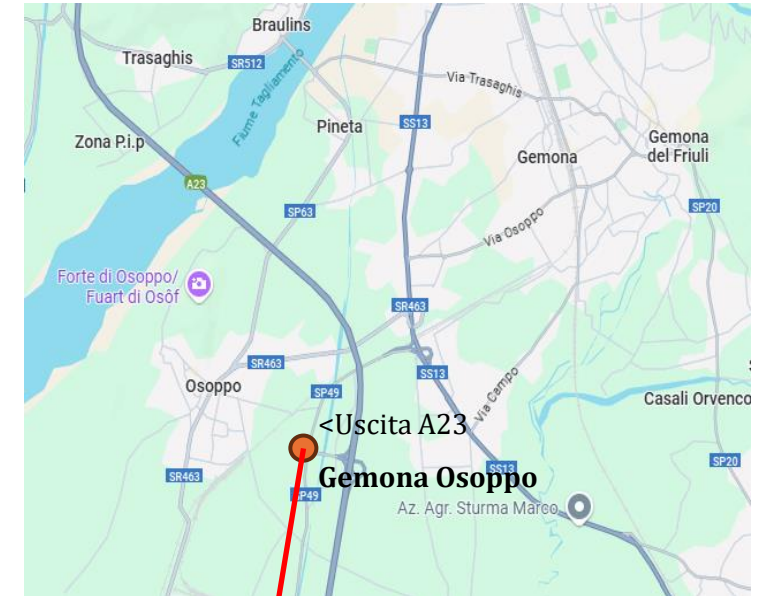 Braulins
Trasaghis
SR512
Via Trasaghis
Fiume Tagliamento
Pineta
SS13
Zona P.i.p
Gemona
Gemona
del Friuli
A23
SP20
SP63
Via Osoppo
Forte di Osoppo/
Fuart di Osôf
SR463
SR463
SS13
Osoppo
SP49
Via Campo
Casali Orvenco
<Uscita A23
SP20
SR463
Gemona Osoppo
SS13
SP49
Az. Agr. Sturma Marco